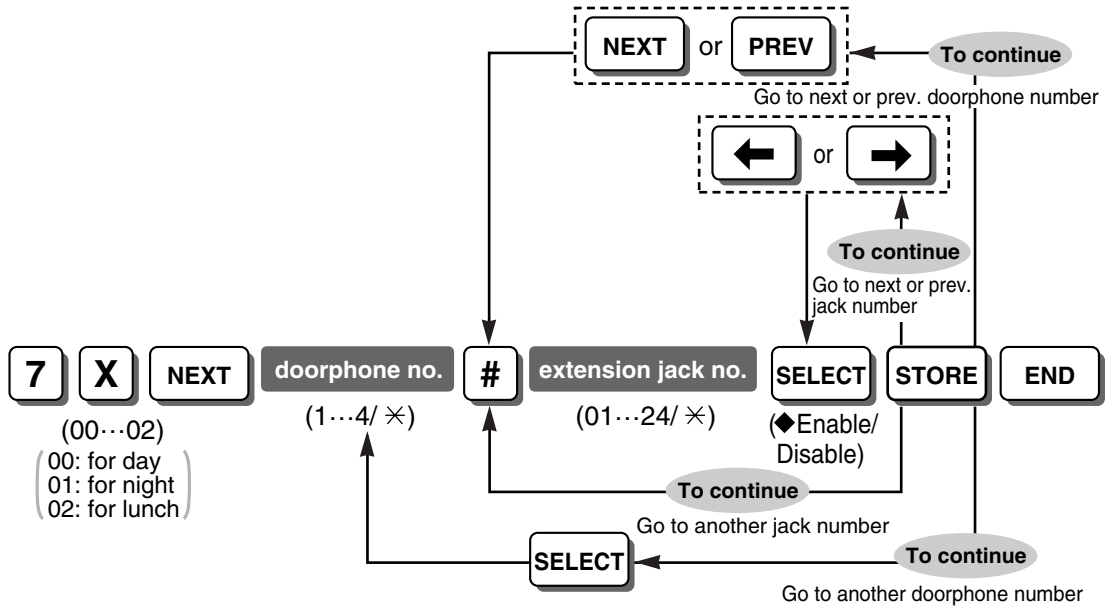 NEXT or PREV
To continue
Go to next or prev. doorphone number
← or →
To continue
Go to next or prev.
jack number
7 X NEXT doorphone no. # extension jack no. SELECT STORE END
(00···02)
00: for day
01: for night
02: for lunch
(1···4/ ✳)
(01···24/ ✳)
(◆Enable/
Disable)
To continue
Go to another jack number
SELECT
To continue
Go to another doorphone number